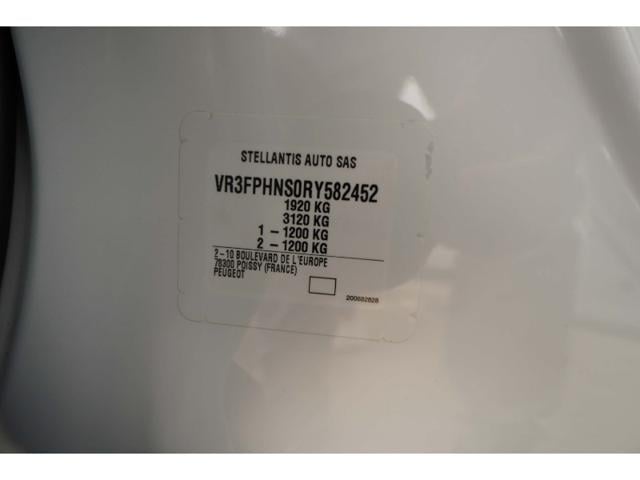 STELLANTIS AUTO SAS
VR3FPHNS0RY582452
1920 KG
3120 KG
1 – 1200 KG
2 – 1200 KG
2–10 BOULEVARD DE L'EUROPE
78300 POISSY (FRANCE)
PEUGEOT
200682828